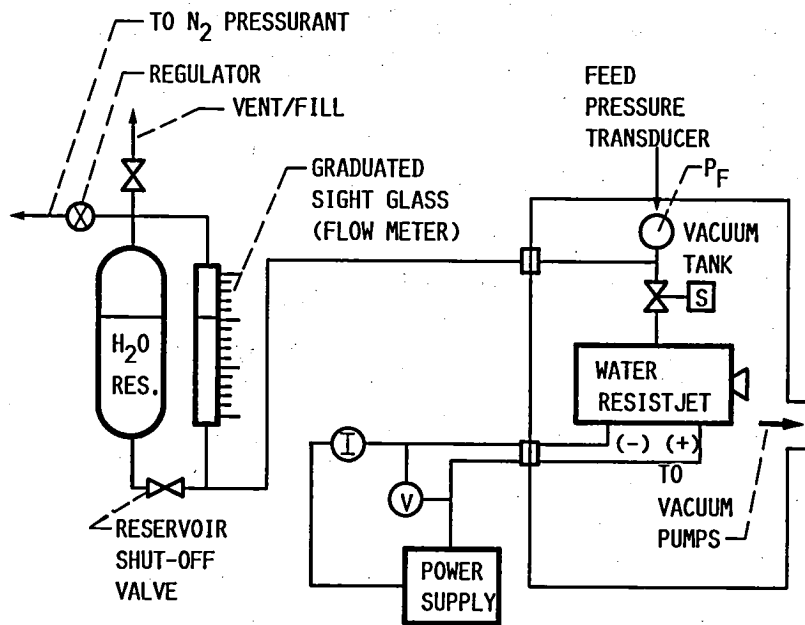 TO N2 PRESSURANT
REGULATOR
VENT/FILL
GRADUATED
SIGHT GLASS
(FLOW METER)
FEED
PRESSURE
TRANSDUCER
PF
VACUUM
TANK
S
H2O
RES.
WATER
RESISTJET
(-) (+)
I
V
TO
VACUUM
PUMPS
RESERVOIR
SHUT-OFF
VALVE
POWER
SUPPLY